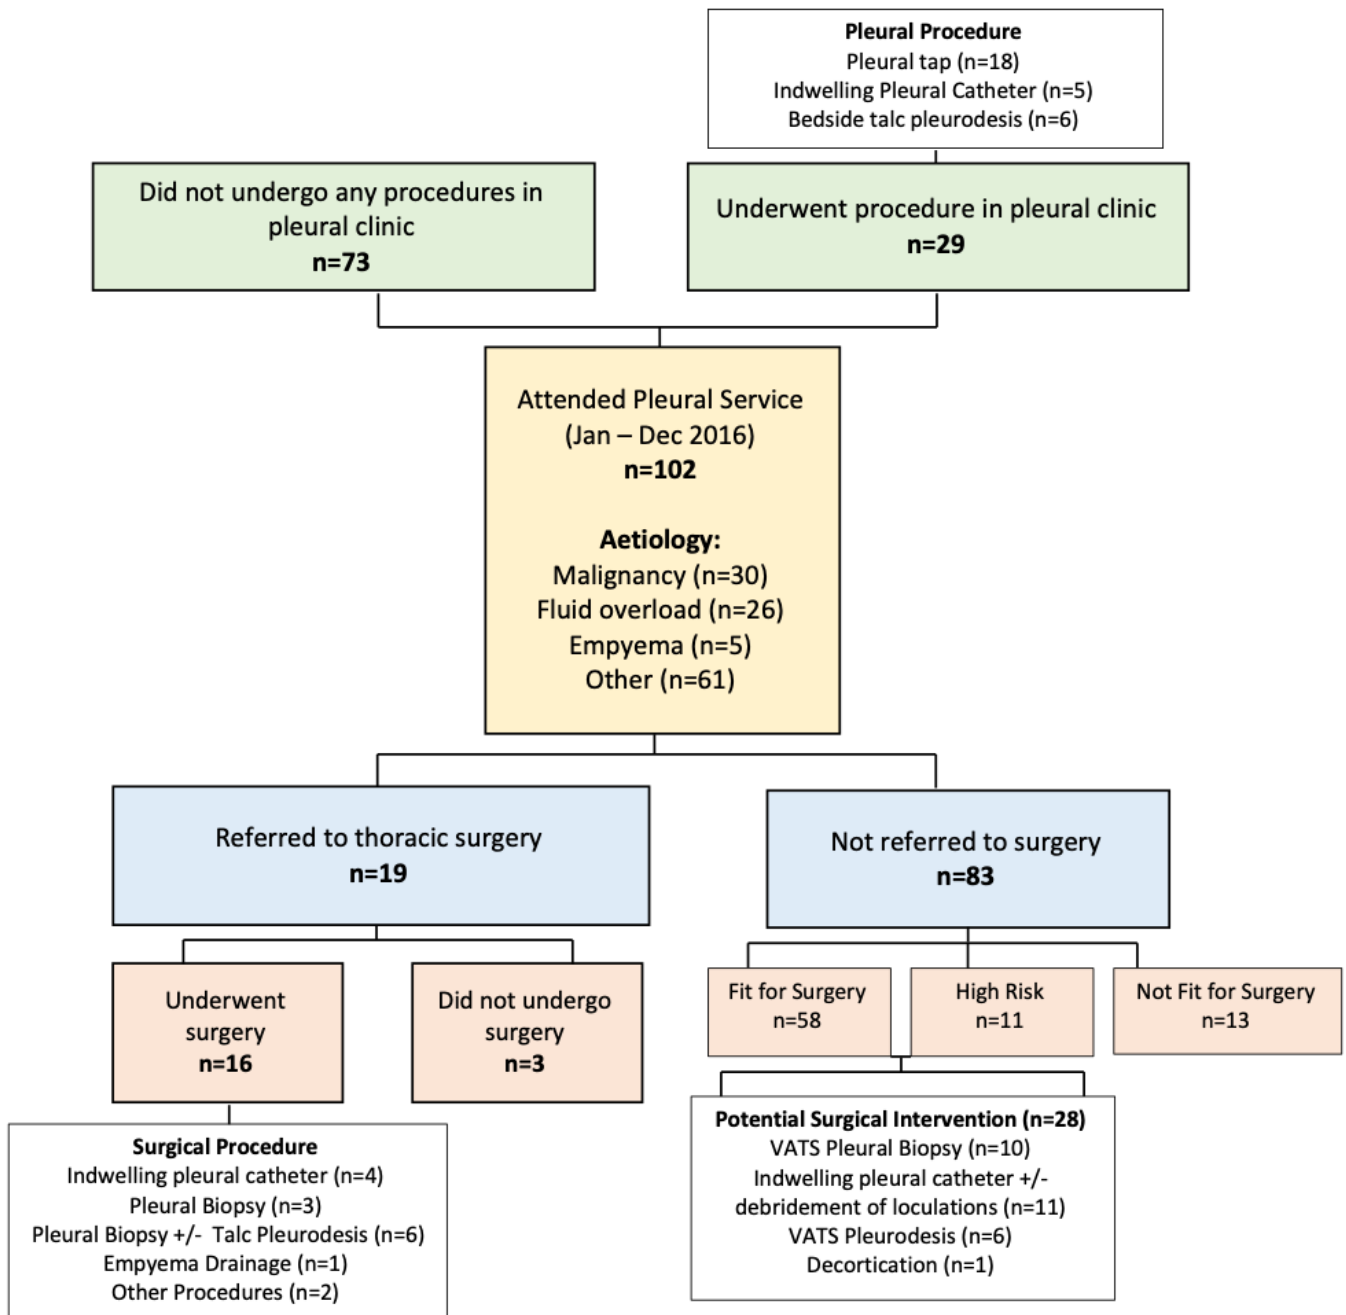 Pleural Procedure
Pleural tap (n=18)
Indwelling Pleural Catheter (n=5)
Bedside talc pleurodesis (n=6)
Did not undergo any procedures in
pleural clinic
n=73
Underwent procedure in pleural clinic
n=29
Attended Pleural Service
(Jan – Dec 2016)
n=102
Aetiology:
Malignancy (n=30)
Fluid overload (n=26)
Empyema (n=5)
Other (n=61)
Referred to thoracic surgery
n=19
Not referred to surgery
n=83
Underwent
surgery
n=16
Did not undergo
surgery
n=3
Fit for Surgery
n=58
High Risk
n=11
Not Fit for Surgery
n=13
Surgical Procedure
Indwelling pleural catheter (n=4)
Pleural Biopsy (n=3)
Pleural Biopsy +/- Talc Pleurodesis (n=6)
Empyema Drainage (n=1)
Other Procedures (n=2)
Potential Surgical Intervention (n=28)
VATS Pleural Biopsy (n=10)
Indwelling pleural catheter +/-
debridement of loculations (n=11)
VATS Pleurodesis (n=6)
Decortication (n=1)